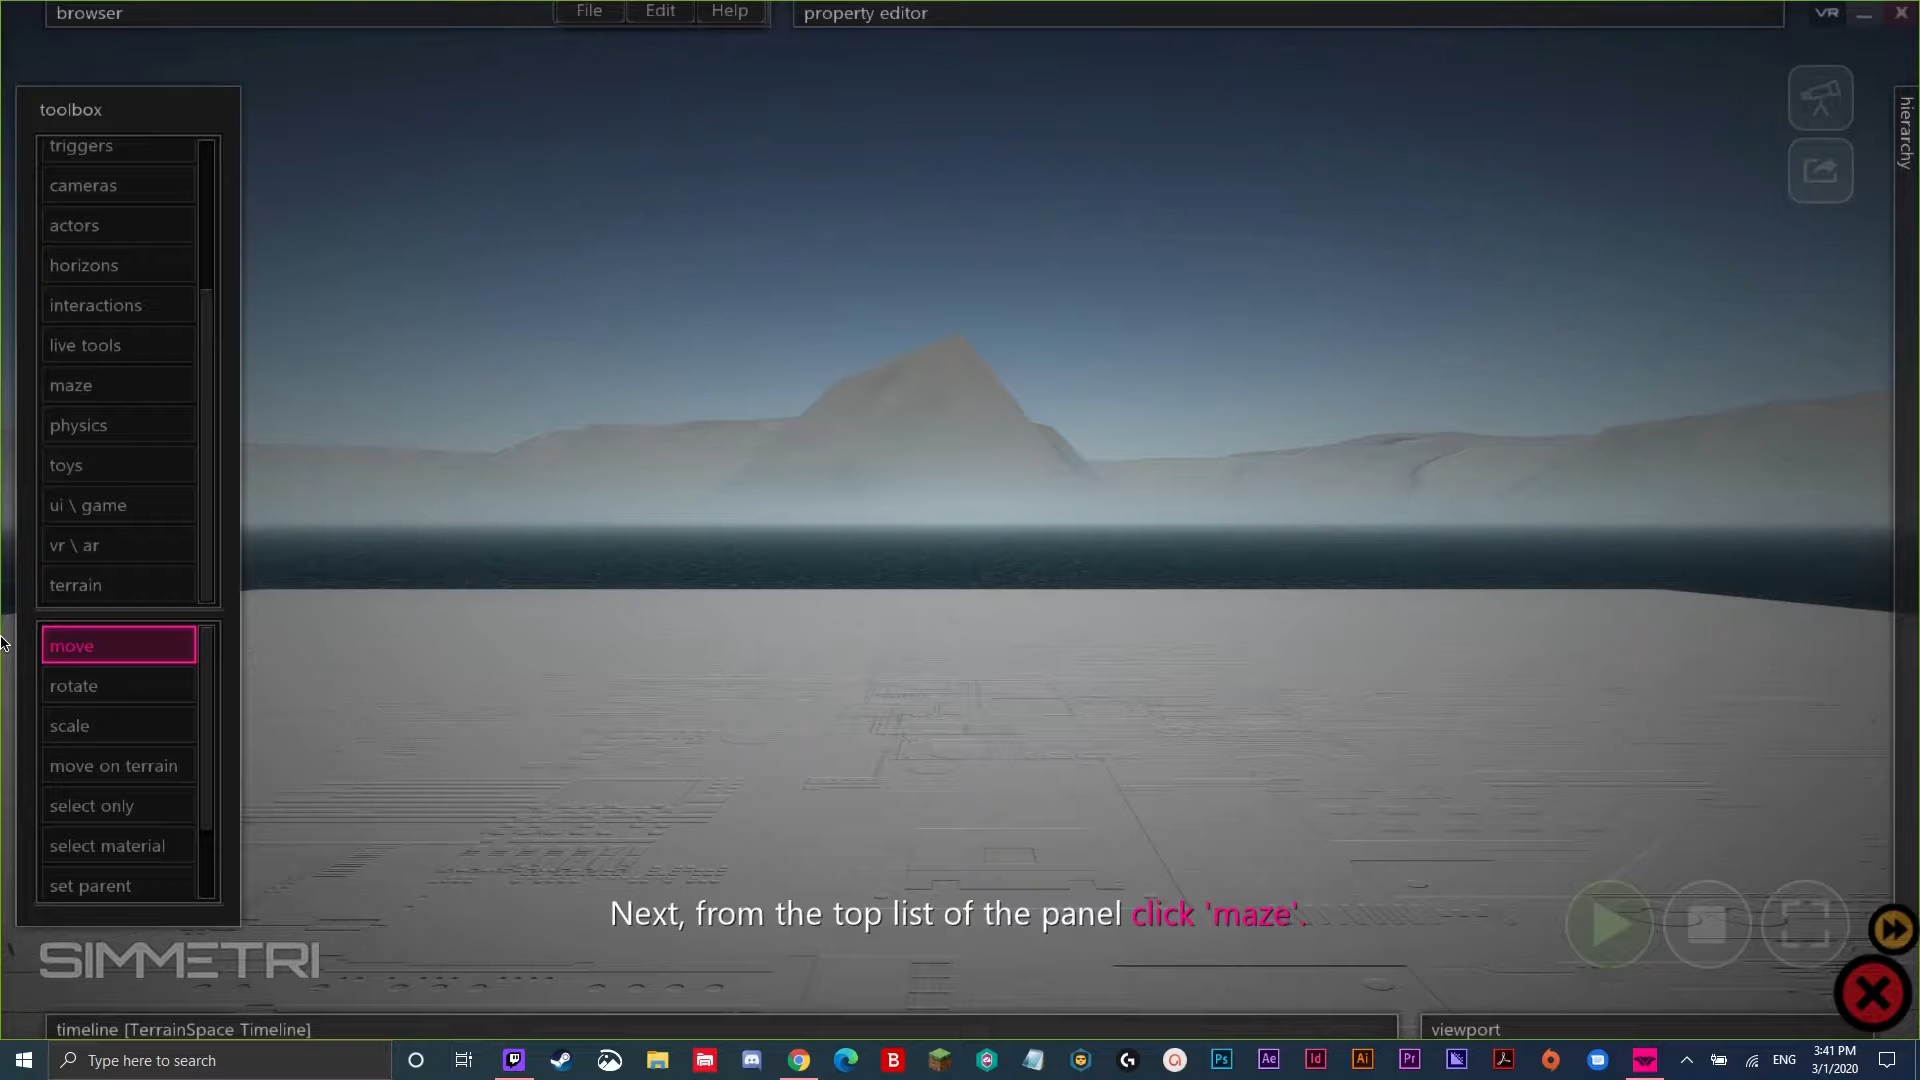 browser
File
Edit
Help
property editor
VR
toolbox
triggers
cameras
actors
horizons
interactions
live tools
maze
physics
toys
ui \ game
vr \ ar
terrain
move
rotate
scale
move on terrain
select only
select material
set parent
hierarchy
Next, from the top list of the panel click 'maze'.
SIMMETRI
timeline [TerrainSpace Timeline]
viewport
Type here to search
B
Ps
Ae
Id
Ai
Pr
ENG
3:41 PM
3/1/2020